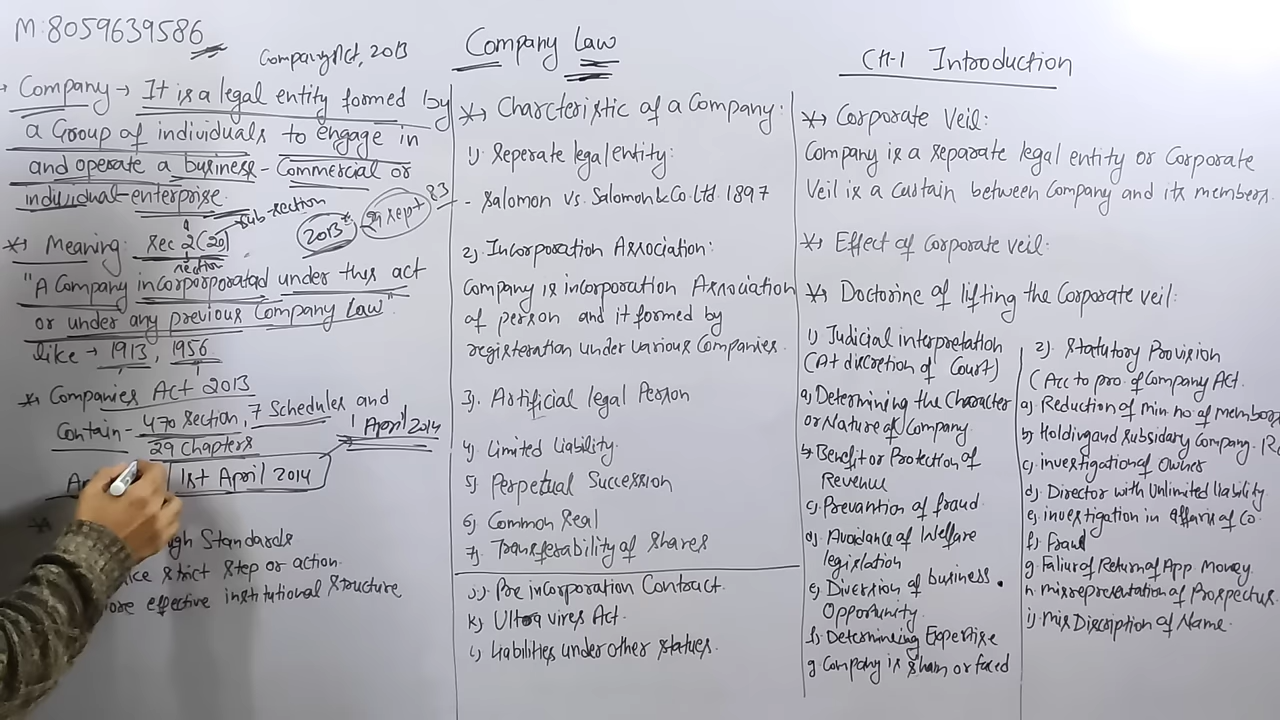 M:8059639586
Company Act, 2013
Company Law
CH-1 Introduction
Company → It is a legal entity formed by
a Group of individuals to engage in
and operate a business - Commercial or
individual enterprise.
sub-section
2013
29 Sept
83
* Meaning: Sec 2(20)
section
"A Company incorporporatad under this act
or under any previous Company Law"
like → 1913, 1956
* Companies Act 2013
Contain - 470 section, 7 Schedules and
29 Chapters
1 April 2014
1st April 2014
gh Standards
strict step or action
ore effective institutional structure
* Charcteristic of a Company:
1). Seperate legal entity:
- Salomon vs. Salomon & Co. Ltd. 1897
2). Incorporation Association:
Company is incorporation Association
of person and it formed by
registeration under various Companies.
3). Artificial legal Person
4). Limited Liability.
5). Perpetual Succession
6). Common Seal
7). Transferability of Shares
J). Pre incorporation Contract.
K) Ultra vires Act.
L) Liabilities under other statues.
* Corporate Veil:
Company is a separate legal entity or Corporate
Veil is a Curtain between Company and its members.
* Effect of Corporate veil:
* Doctorine of lifting the Corporate veil:
1) Judicial interpretation
(At discretion of Court)
a) Determining the Character
or Nature of Company.
b) Benefit or Protection of
Revenue
c) Prevantion of fraud.
d) Avoidance of Welfare
legislation
e) Diversion of business.
Opportunity.
f) Determineing Expertise
g Company is Sham or faced
2). Statutory Provision
(Acc to pro. of Company Act.
a) Reduction of Min. no. of members
b) Holding and subsidary Company.
c) investigation of Owner
d) Director with Unlimited liability.
e) investigation in affairs of Co.
f) Fraud
g Faliur of Return of App. Money.
h. misrepresentation of Prospectus.
i) mis Discription of Name.